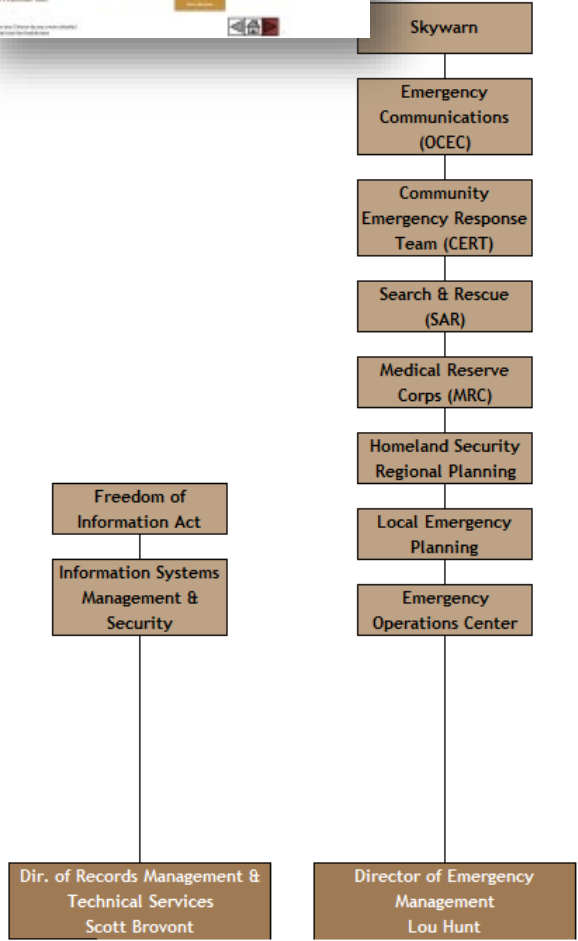 Skywarn
Emergency
Communications
(OCEC)
Community
Emergency Response
Team (CERT)
Search & Rescue
(SAR)
Medical Reserve
Corps (MRC)
Homeland Security
Regional Planning
Freedom of
Information Act
Local Emergency
Planning
Information Systems
Management &
Security
Emergency
Operations Center
Dir. of Records Management &
Technical Services
Scott Brovont
Director of Emergency
Management
Lou Hunt